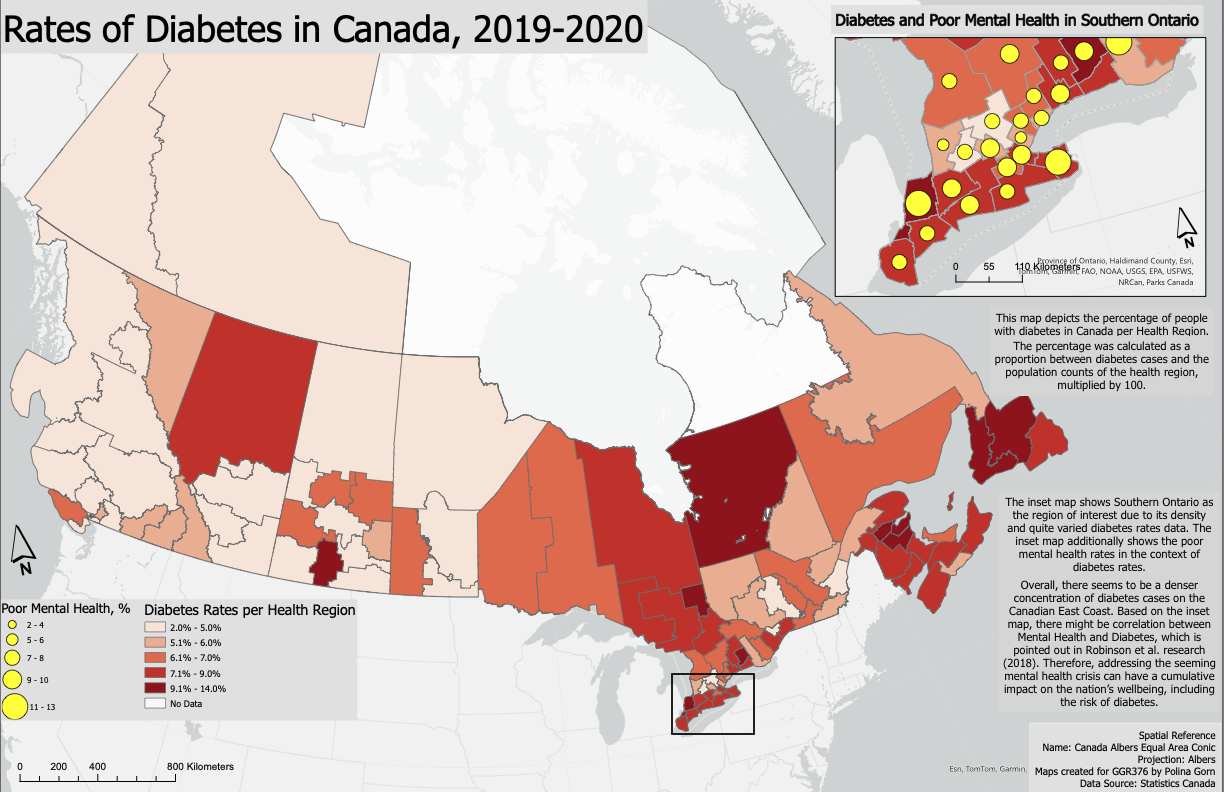 Rates of Diabetes in Canada, 2019-2020
Diabetes and Poor Mental Health in Southern Ontario
N
0 55 110 Kilometers
Province of Ontario, Haldimand County, Esri,
TomTom, Garmin, FAO, NOAA, USGS, EPA, USFWS,
NRCan, Parks Canada
This map depicts the percentage of people
with diabetes in Canada per Health Region.
The percentage was calculated as a
proportion between diabetes cases and the
population counts of the health region,
multiplied by 100.
The inset map shows Southern Ontario as
the region of interest due to its density
and quite varied diabetes rates data. The
inset map additionally shows the poor
mental health rates in the context of
diabetes rates.
Overall, there seems to be a denser
concentration of diabetes cases on the
Canadian East Coast. Based on the inset
map, there might be correlation between
Mental Health and Diabetes, which is
pointed out in Robinson et al. research
(2018). Therefore, addressing the seeming
mental health crisis can have a cumulative
impact on the nation's wellbeing, including
the risk of diabetes.
N
Poor Mental Health, %
2 - 4
5 - 6
7 - 8
9 - 10
11 - 13
Diabetes Rates per Health Region
2.0% - 5.0%
5.1% - 6.0%
6.1% - 7.0%
7.1% - 9.0%
9.1% - 14.0%
No Data
0 200 400 800 Kilometers
Esri, TomTom, Garmin,
Spatial Reference
Name: Canada Albers Equal Area Conic
Projection: Albers
Maps created for GGR376 by Polina Gorn
Data Source: Statistics Canada